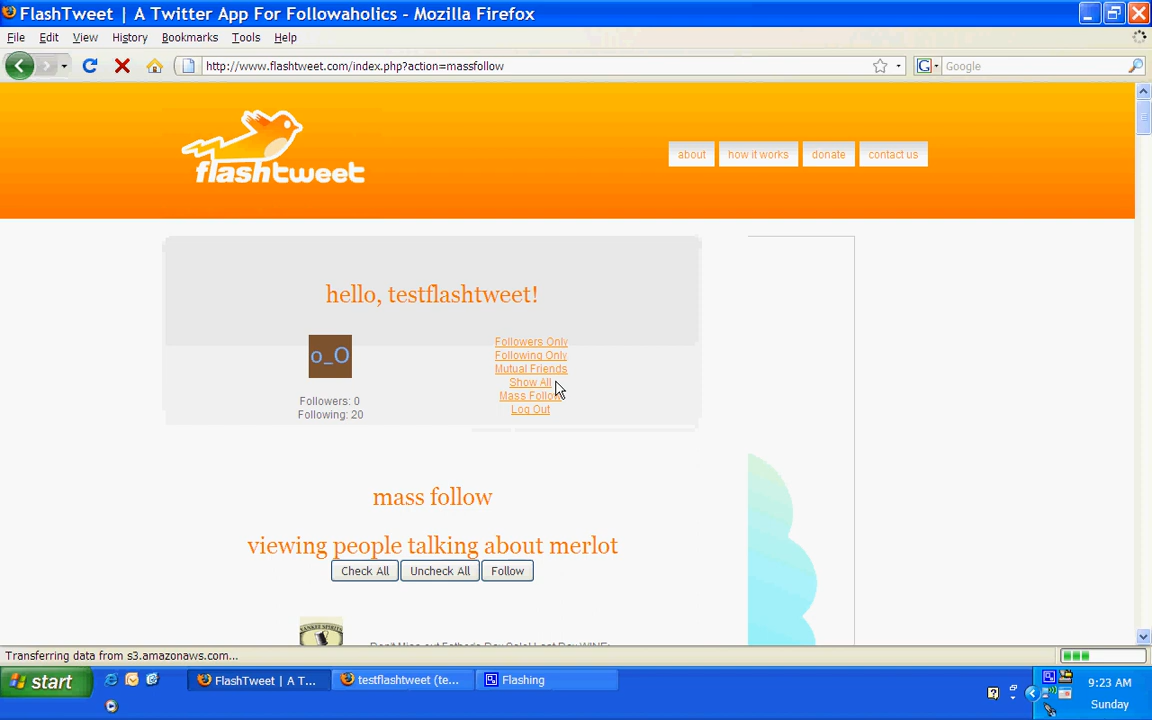 FlashTweet | A Twitter App For Followaholics - Mozilla Firefox
File Edit View History Bookmarks Tools Help
http://www.flashtweet.com/index.php?action=massfollow
G Google
flashtweet
about how it works donate contact us
hello, testflashtweet!
o_O
Followers: 0
Following: 20
Followers Only
Following Only
Mutual Friends
Show All
Mass Follow
Log Out
mass follow
viewing people talking about merlot
Check All Uncheck All Follow
Transferring data from s3.amazonaws.com...
start FlashTweet | A T... testflashtweet (te... Flashing
9:23 AM
Sunday